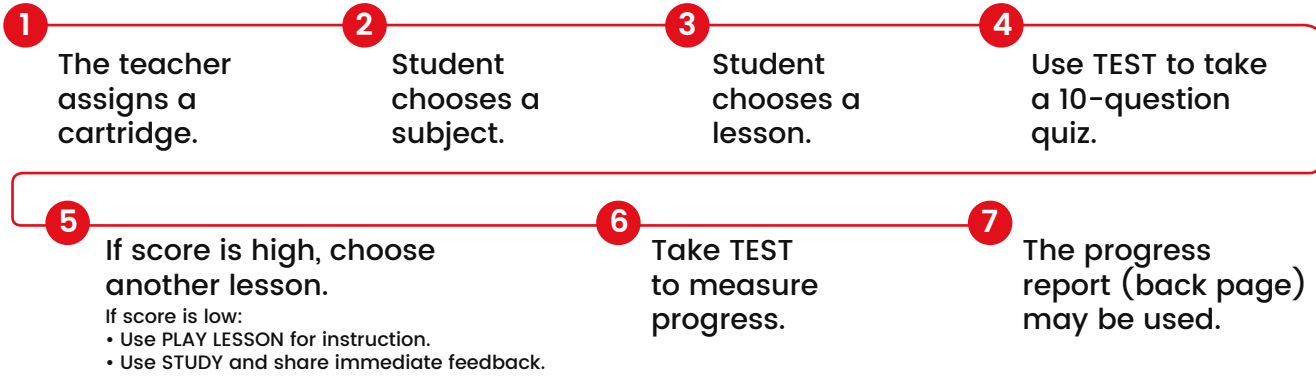 1
The teacher
assigns a
cartridge.
2
Student
chooses a
subject.
3
Student
chooses a
lesson.
4
Use TEST to take
a 10-question
quiz.
5
If score is high, choose
another lesson.
If score is low:
• Use PLAY LESSON for instruction.
• Use STUDY and share immediate feedback.
6
Take TEST
to measure
progress.
7
The progress
report (back page)
may be used.